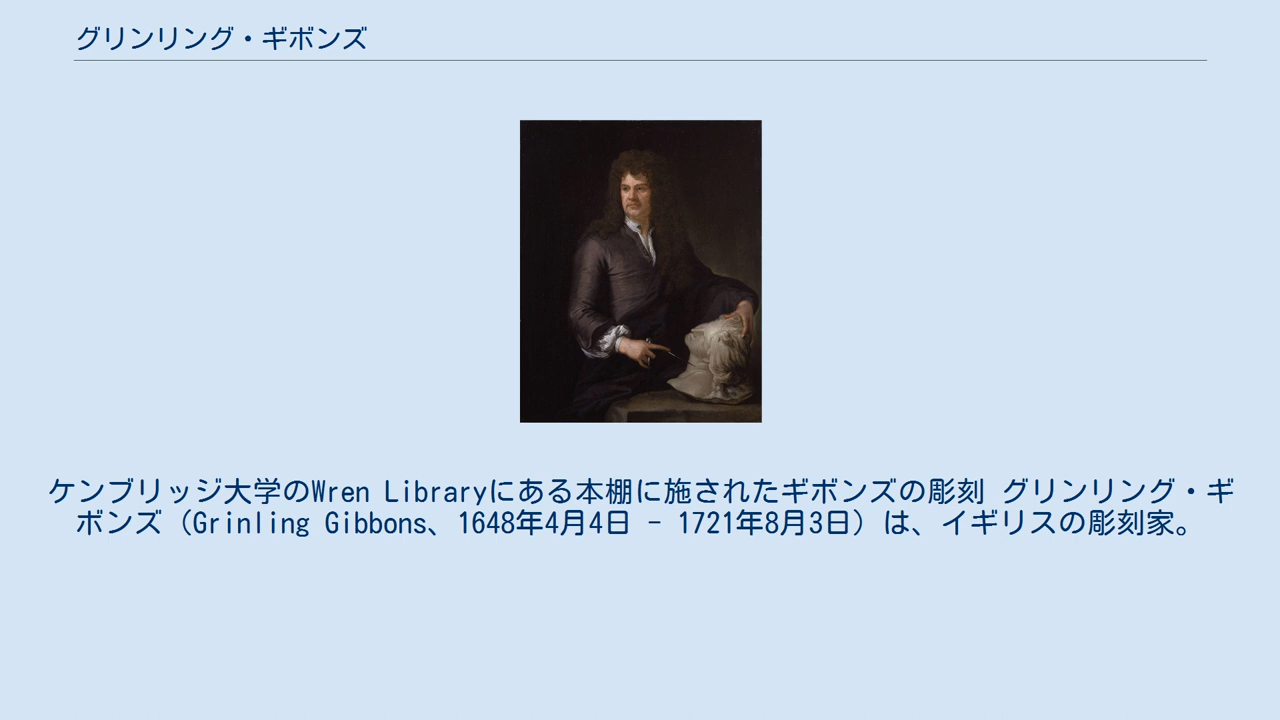 グリンリング・ギボンズ
ケンブリッジ大学のWren Libraryにある本棚に施されたギボンズの彫刻 グリンリング・ギ
ボンズ（Grinling Gibbons、1648年4月4日 - 1721年8月3日）は、イギリスの彫刻家。